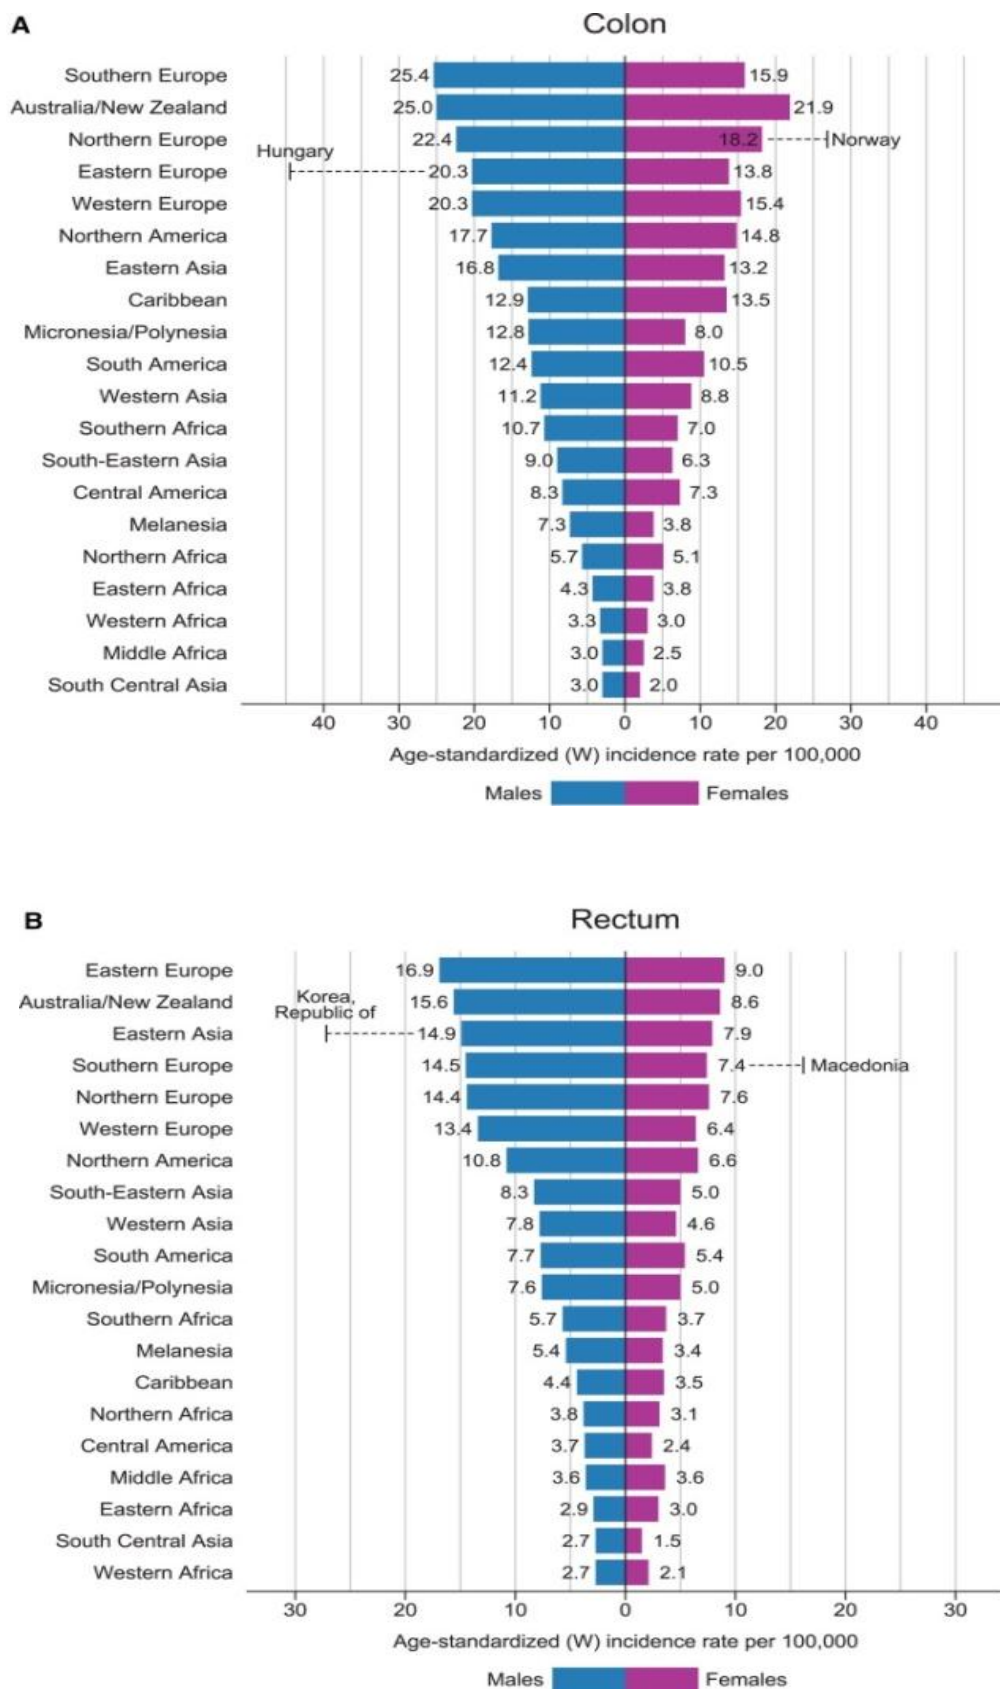 A
Colon
Southern Europe 25.4 15.9
Australia/New Zealand 25.0 21.9
Northern Europe 22.4 18.2 Norway
Hungary
Eastern Europe 20.3 13.8
Western Europe 20.3 15.4
Northern America 17.7 14.8
Eastern Asia 16.8 13.2
Caribbean 12.9 13.5
Micronesia/Polynesia 12.8 8.0
South America 12.4 10.5
Western Asia 11.2 8.8
Southern Africa 10.7 7.0
South-Eastern Asia 9.0 6.3
Central America 8.3 7.3
Melanesia 7.3 3.8
Northern Africa 5.7 5.1
Eastern Africa 4.3 3.8
Western Africa 3.3 3.0
Middle Africa 3.0 2.5
South Central Asia 3.0 2.0
40 30 20 10 0 10 20 30 40
Age-standardized (W) incidence rate per 100,000
Males Females
B
Rectum
Eastern Europe 16.9 9.0
Australia/New Zealand 15.6 8.6
Korea,
Republic of
Eastern Asia 14.9 7.9
Southern Europe 14.5 7.4 Macedonia
Northern Europe 14.4 7.6
Western Europe 13.4 6.4
Northern America 10.8 6.6
South-Eastern Asia 8.3 5.0
Western Asia 7.8 4.6
South America 7.7 5.4
Micronesia/Polynesia 7.6 5.0
Southern Africa 5.7 3.7
Melanesia 5.4 3.4
Caribbean 4.4 3.5
Northern Africa 3.8 3.1
Central America 3.7 2.4
Middle Africa 3.6 3.6
Eastern Africa 2.9 3.0
South Central Asia 2.7 1.5
Western Africa 2.7 2.1
30 20 10 0 10 20 30
Age-standardized (W) incidence rate per 100,000
Males Females